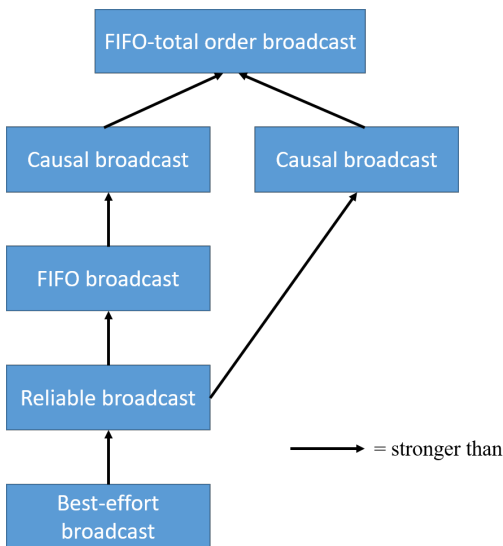 FIFO-total order broadcast
Causal broadcast
Causal broadcast
FIFO broadcast
Reliable broadcast
= stronger than
Best-effort
broadcast